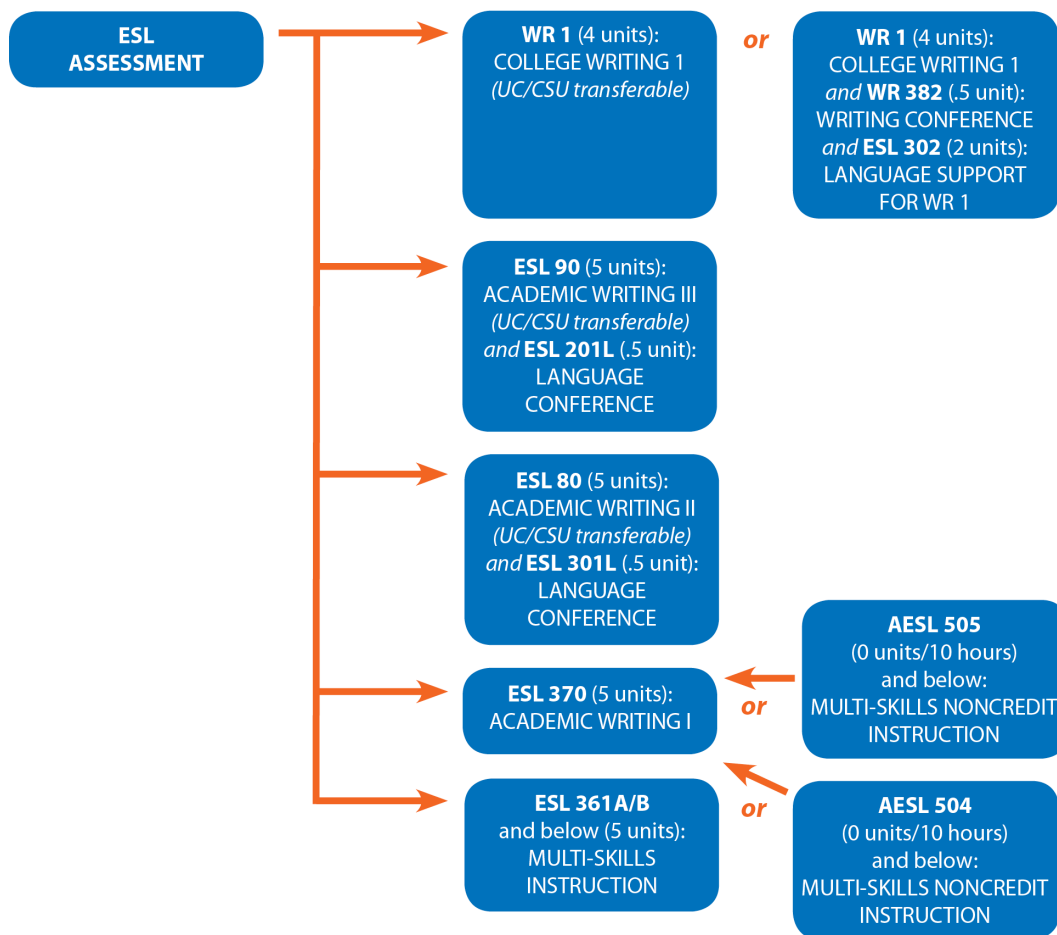 ESL
ASSESSMENT
WR 1 (4 units):
COLLEGE WRITING 1
(UC/CSU transferable)
or
WR 1 (4 units):
COLLEGE WRITING 1
and WR 382 (.5 unit):
WRITING CONFERENCE
and ESL 302 (2 units):
LANGUAGE SUPPORT
FOR WR 1
ESL 90 (5 units):
ACADEMIC WRITING III
(UC/CSU transferable)
and ESL 201L (.5 unit):
LANGUAGE
CONFERENCE
ESL 80 (5 units):
ACADEMIC WRITING II
(UC/CSU transferable)
and ESL 301L (.5 unit):
LANGUAGE
CONFERENCE
ESL 370 (5 units):
ACADEMIC WRITING I
or
AESL 505
(0 units/10 hours)
and below:
MULTI-SKILLS NONCREDIT
INSTRUCTION
ESL 361A/B
and below (5 units):
MULTI-SKILLS
INSTRUCTION
or
AESL 504
(0 units/10 hours)
and below:
MULTI-SKILLS NONCREDIT
INSTRUCTION